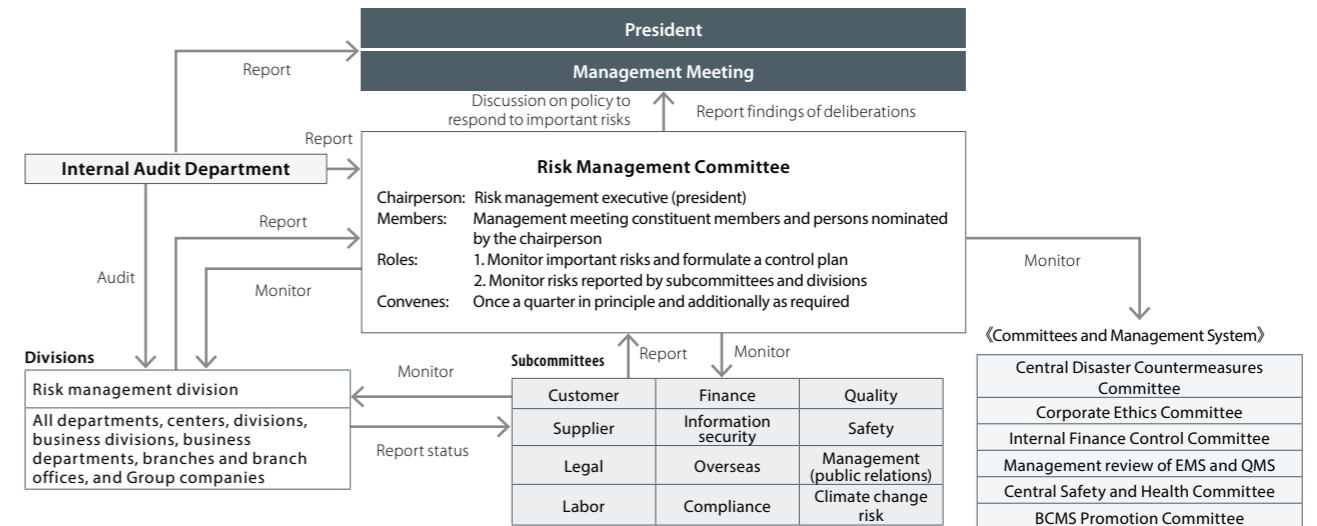 President
Report
Management Meeting
Discussion on policy to
respond to important risks
Report findings of deliberations
Report
Internal Audit Department
Risk Management Committee
Chairperson: Risk management executive (president)
Members: Management meeting constituent members and persons nominated
by the chairperson
Roles: 1. Monitor important risks and formulate a control plan
2. Monitor risks reported by subcommittees and divisions
Convenes: Once a quarter in principle and additionally as required
Report
Audit
Monitor
Monitor
Divisions
Risk management division
All departments, centers, divisions,
business divisions, business
departments, branches and branch
offices, and Group companies
Monitor
Report status
Subcommittees
Report
Monitor
Customer Finance Quality
Supplier Information
security Safety
Legal Overseas Management
(public relations)
Labor Compliance Climate change
risk
《Committees and Management System》
Central Disaster Countermeasures
Committee
Corporate Ethics Committee
Internal Finance Control Committee
Management review of EMS and QMS
Central Safety and Health Committee
BCMS Promotion Committee